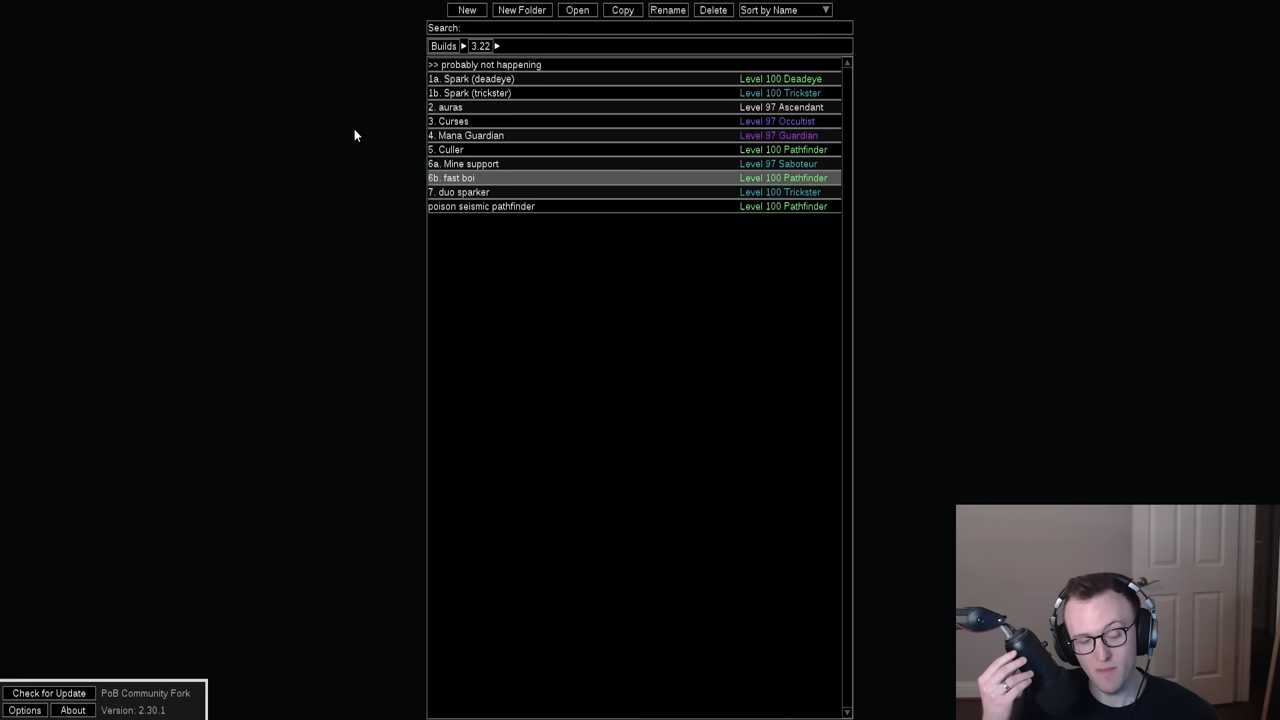 New New Folder Open Copy Rename Delete Sort by Name
Search:
Builds 3.22
>> probably not happening
1a. Spark (deadeye) Level 100 Deadeye
1b. Spark (trickster) Level 100 Trickster
2. auras Level 97 Ascendant
3. Curses Level 97 Occultist
4. Mana Guardian Level 97 Guardian
5. Culler Level 100 Pathfinder
6a. Mine support Level 97 Saboteur
6b. fast boi Level 100 Pathfinder
7. duo sparker Level 100 Trickster
poison seismic pathfinder Level 100 Pathfinder
Check for Update PoB Community Fork
Options About Version: 2.30.1